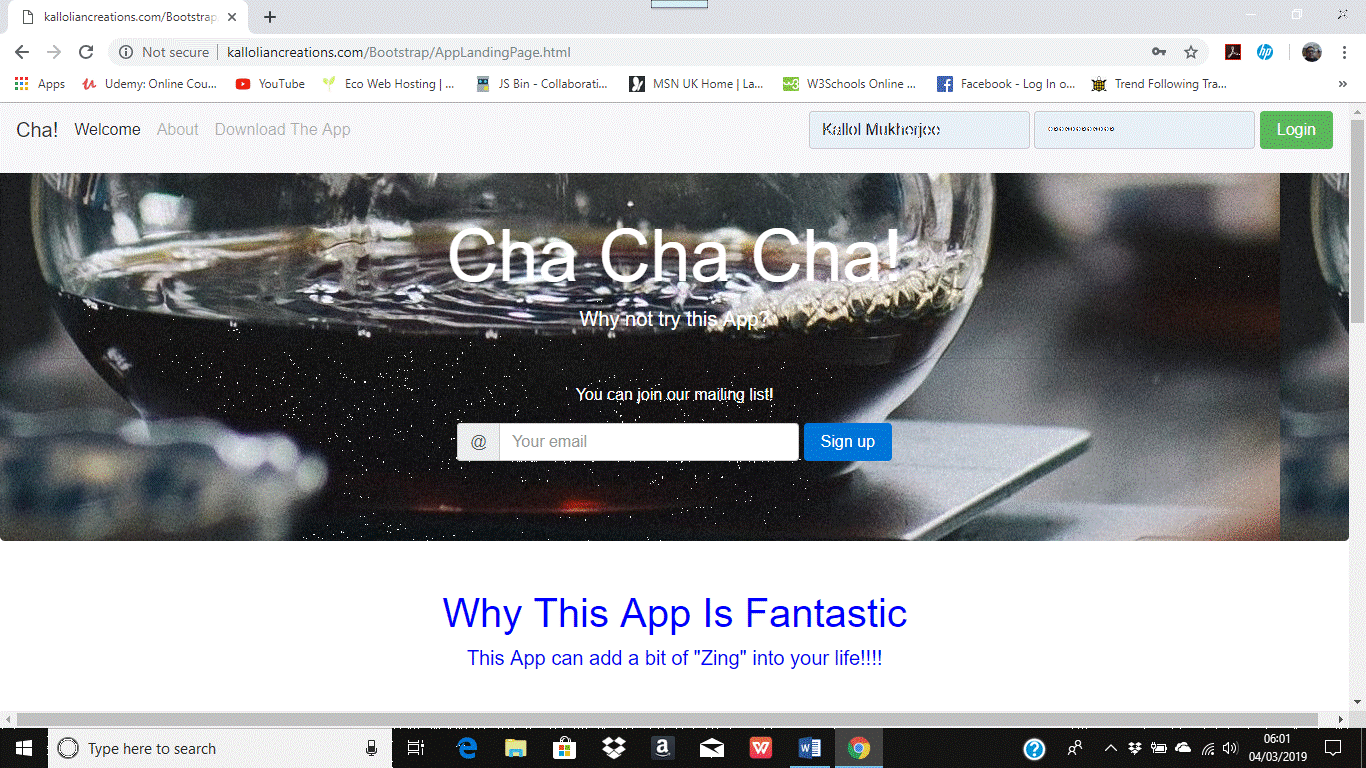 kalloliancreations.com/Bootstrap
Not secure kalloliancreations.com/Bootstrap/AppLandingPage.html
Apps Udemy: Online Cou... YouTube Eco Web Hosting | ... JS Bin - Collaborati... MSN UK Home | La... W3Schools Online ... Facebook - Log In o... Trend Following Tra... »
Cha! Welcome About Download The App Kallol Mukherjee Login
Cha Cha Cha!
Why not try this App?
You can join our mailing list!
@ Your email Sign up
Why This App Is Fantastic
This App can add a bit of "Zing" into your life!!!!
Type here to search
06:01
04/03/2019